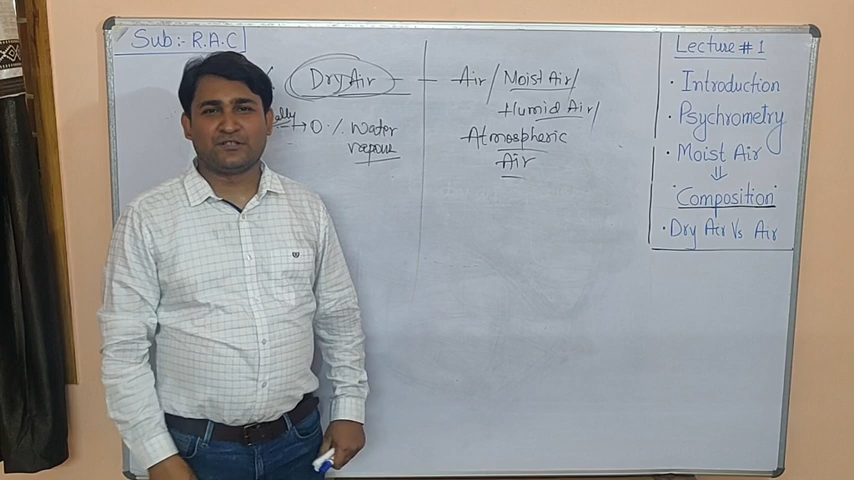 Sub:- R.A.C
Dry Air
→ 0 % Water
vapour
Air / Moist Air /
Humid Air /
Atmospheric
Air
Lecture # 1
· Introduction
· Psychrometry
· Moist Air
⇓
"Composition"
· Dry Air Vs Air